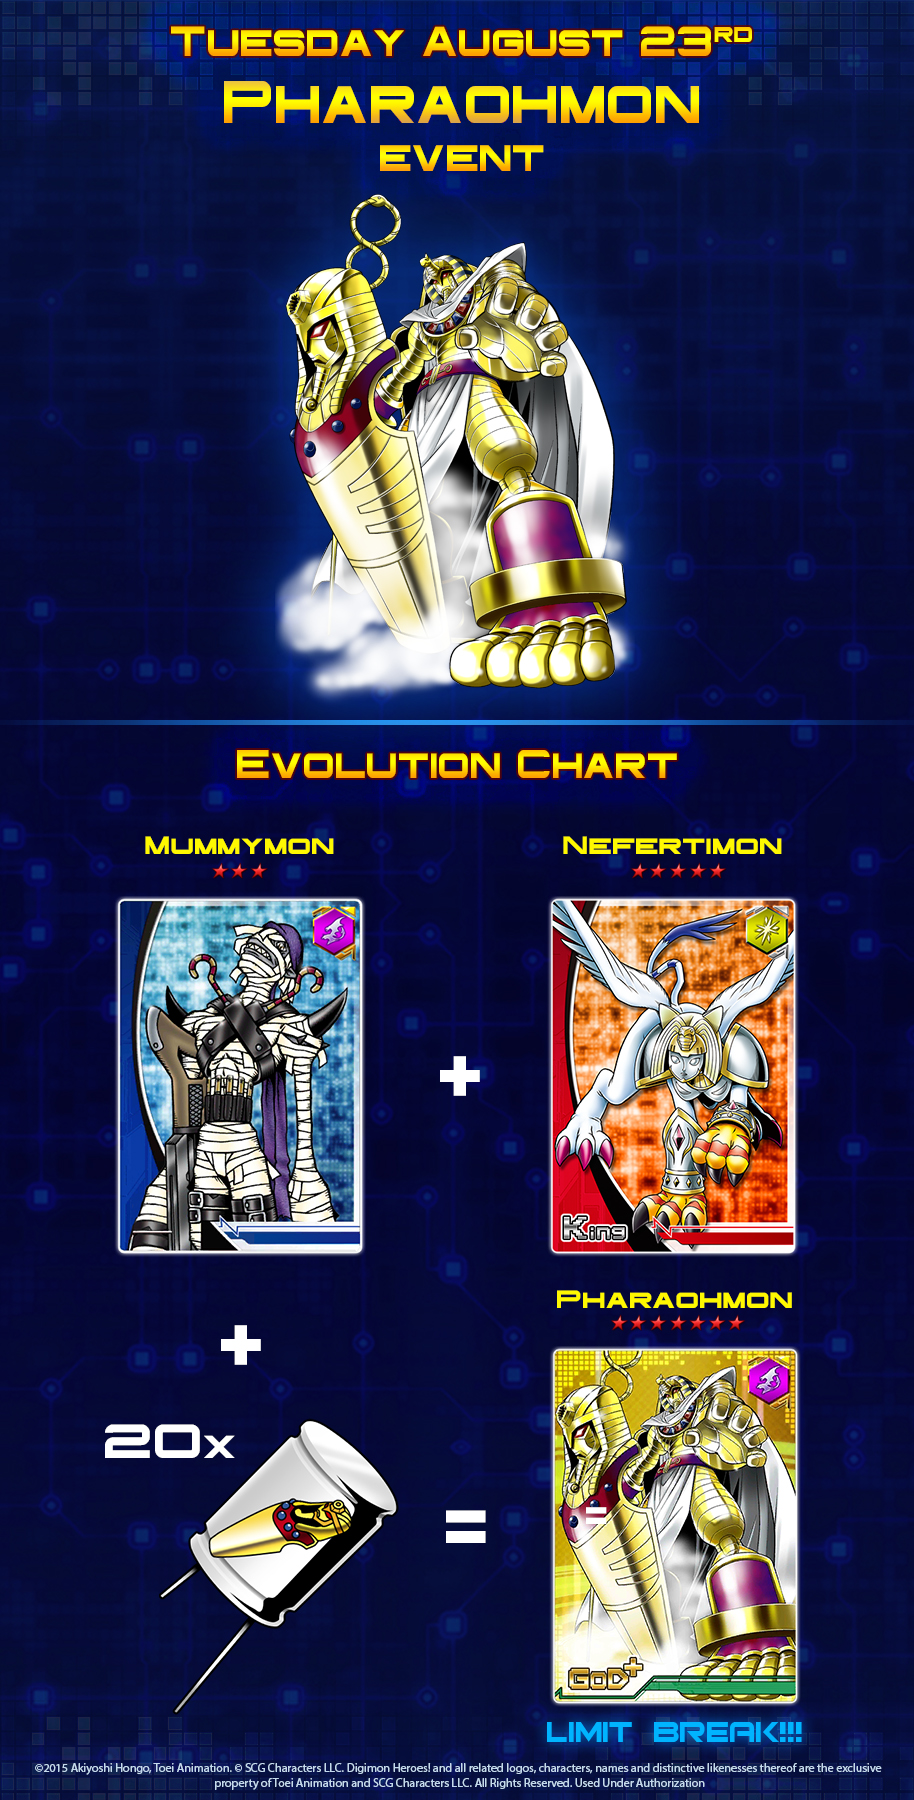 Tuesday August 23rd
Pharaohmon
event
Evolution Chart
Mummymon
Nefertimon
King
Pharaohmon
20x
=
GoD+
LIMIT BREAK!!!
©2015 Akiyoshi Hongo, Toei Animation. © SCG Characters LLC. Digimon Heroes! and all related logos, characters, names and distinctive likenesses thereof are the exclusive
property of Toei Animation and SCG Characters LLC. All Rights Reserved. Used Under Authorization